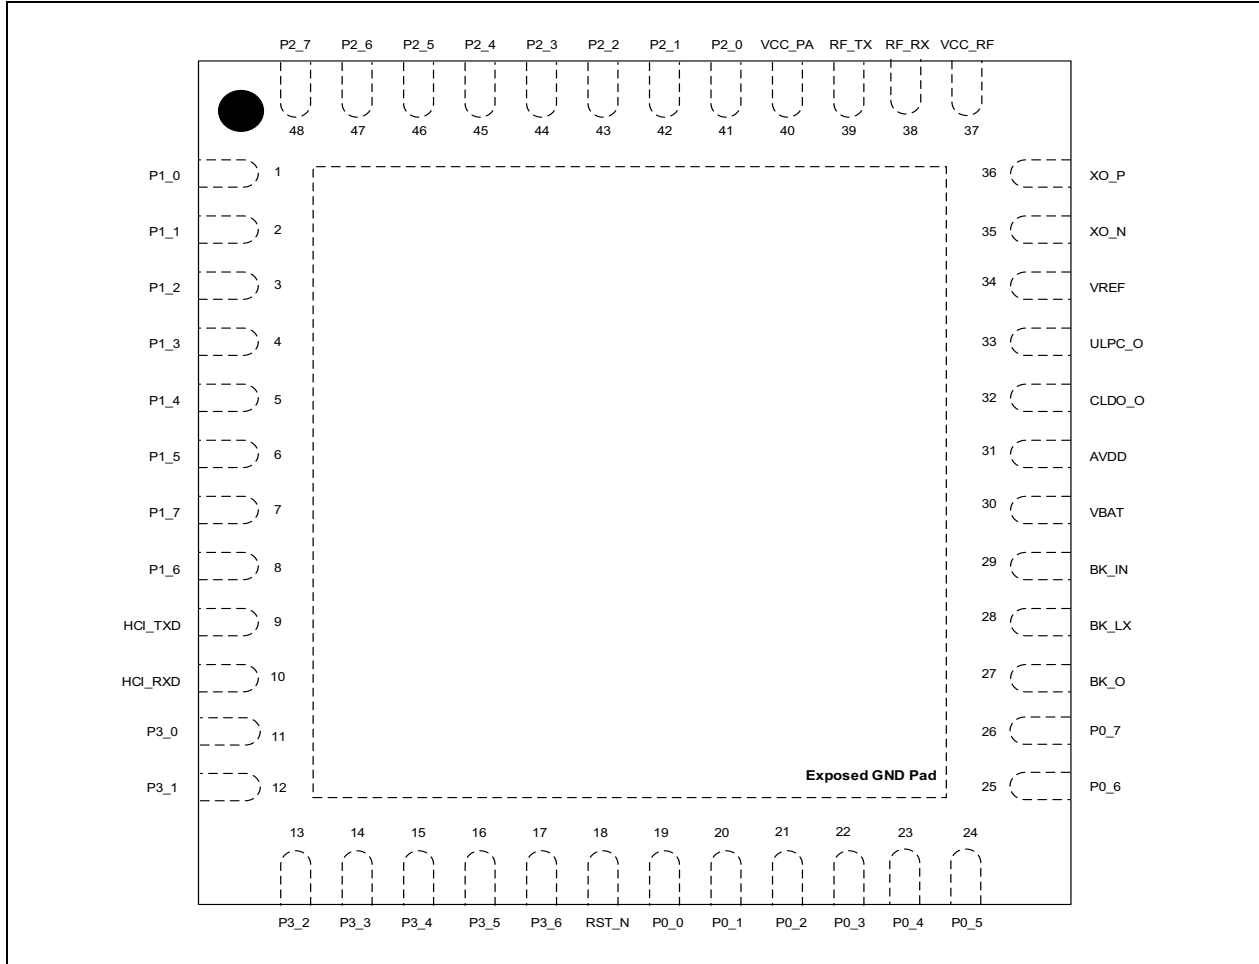 P2_7 P2_6 P2_5 P2_4 P2_3 P2_2 P2_1 P2_0 VCC_PA RF_TX RF_RX VCC_RF
48 47 46 45 44 43 42 41 40 39 38 37
P1_0 1 36 XO_P
P1_1 2 35 XO_N
P1_2 3 34 VREF
P1_3 4 33 ULPC_O
P1_4 5 32 CLDO_O
P1_5 6 31 AVDD
P1_7 7 30 VBAT
P1_6 8 29 BK_IN
HCI_TXD 9 28 BK_LX
HCI_RXD 10 27 BK_O
P3_0 11 26 P0_7
Exposed GND Pad
P3_1 12 25 P0_6
13 14 15 16 17 18 19 20 21 22 23 24
P3_2 P3_3 P3_4 P3_5 P3_6 RST_N P0_0 P0_1 P0_2 P0_3 P0_4 P0_5